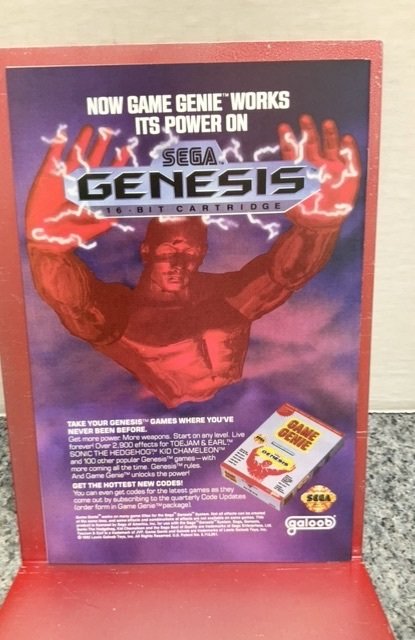 NOW GAME GENIE™ WORKS
ITS POWER ON
SEGA™
GENESIS
16-BIT CARTRIDGE
TAKE YOUR GENESIS™ GAMES WHERE YOU'VE
NEVER BEEN BEFORE.
Get more power. More weapons. Start on any level. Live
forever! Over 2,900 effects for TOEJAM & EARL™
SONIC THE HEDGEHOG™ KID CHAMELEON™
and 100 other popular Genesis™ games—with
more coming all the time. Genesis™ rules.
And Game Genie™ unlocks the power!
GET THE HOTTEST NEW CODES!
You can even get codes for the latest games as they
come out by subscribing to the quarterly Code Updates
(order form in Game Genie™ package).
GAME
GENIE
GENESIS
SEGA
galoob